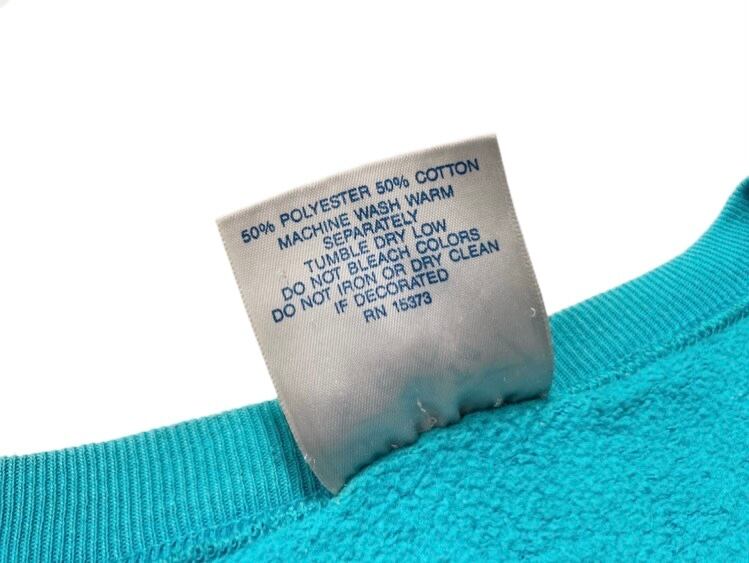 50% POLYESTER 50% COTTON
MACHINE WASH WARM
SEPARATELY
TUMBLE DRY LOW
DO NOT BLEACH COLORS
DO NOT IRON OR DRY CLEAN
IF DECORATED
RN 15373